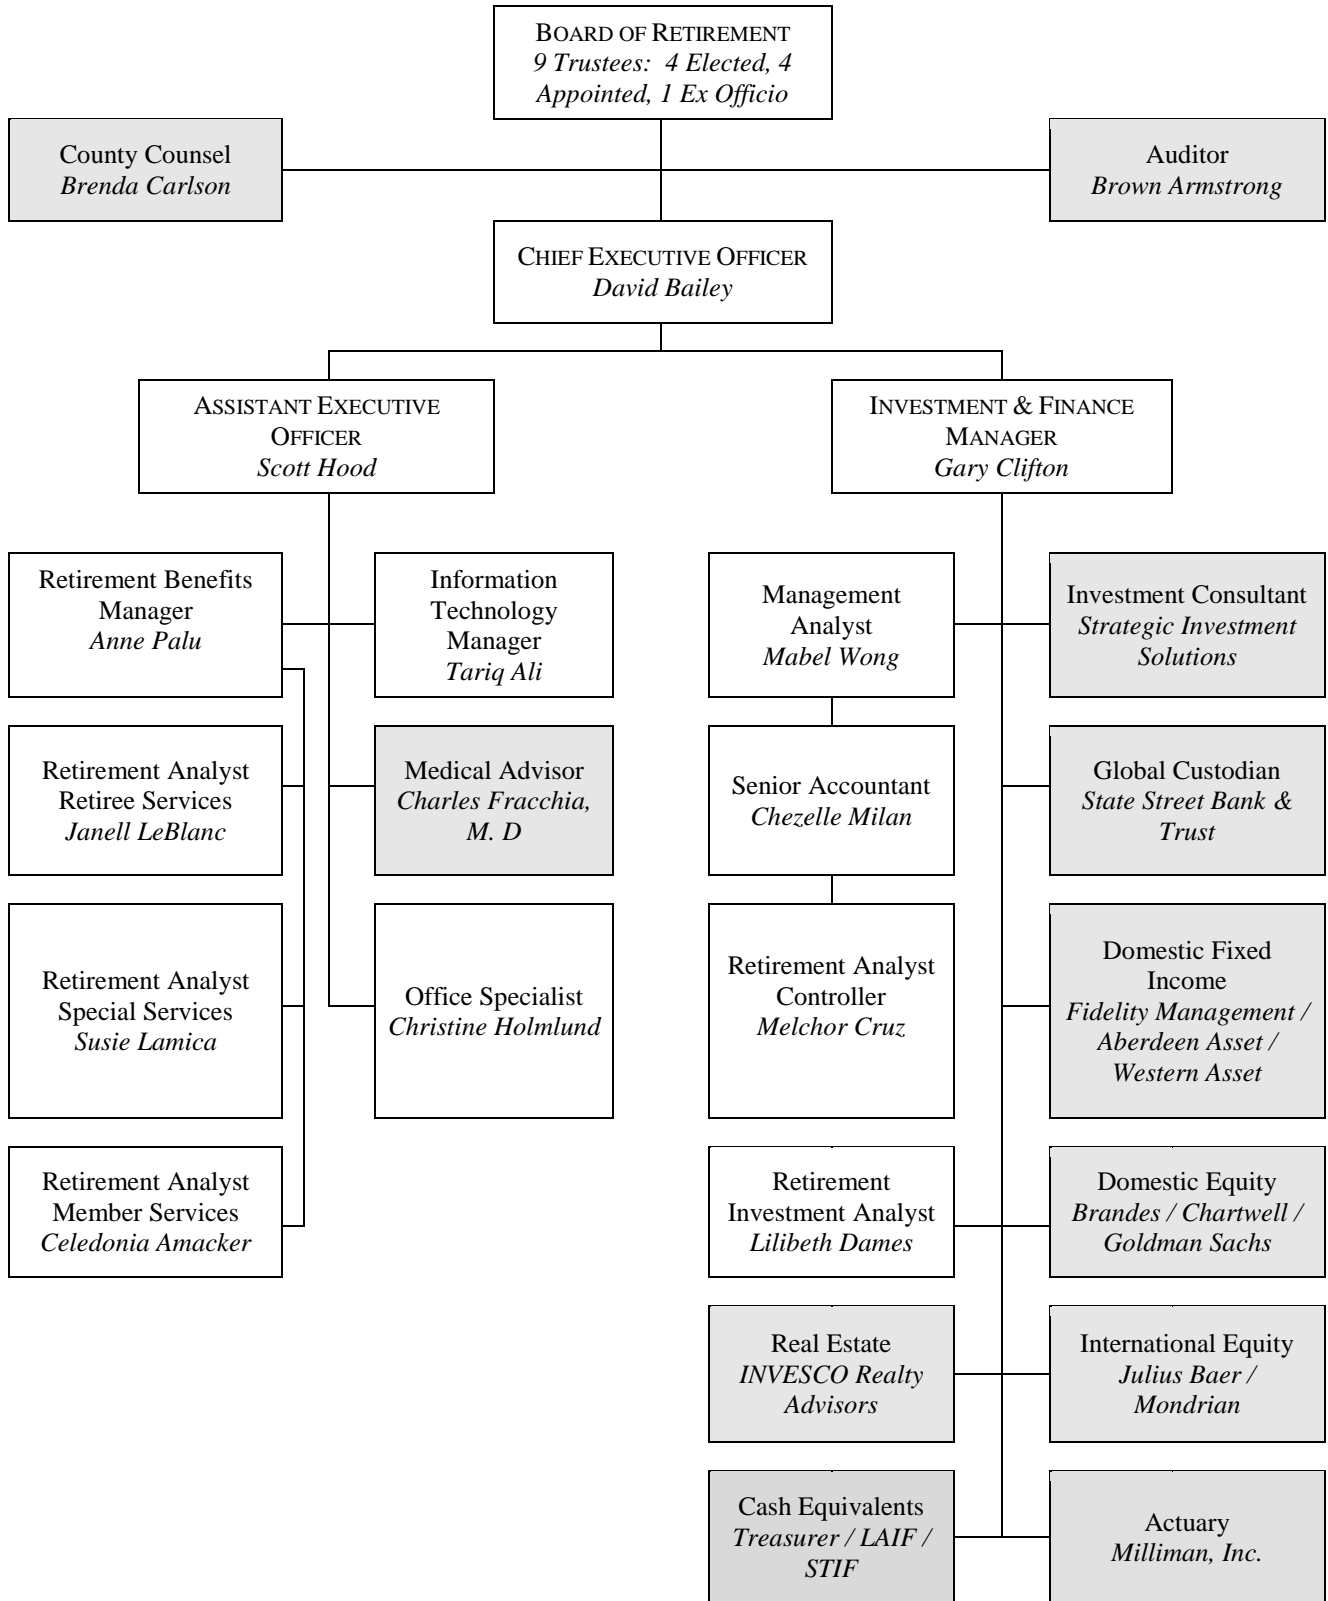 BOARD OF RETIREMENT
9 Trustees: 4 Elected, 4
Appointed, 1 Ex Officio
County Counsel
Brenda Carlson
Auditor
Brown Armstrong
CHIEF EXECUTIVE OFFICER
David Bailey
ASSISTANT EXECUTIVE
OFFICER
Scott Hood
INVESTMENT & FINANCE
MANAGER
Gary Clifton
Retirement Benefits
Manager
Anne Palu
Information
Technology
Manager
Tariq Ali
Management
Analyst
Mabel Wong
Investment Consultant
Strategic Investment
Solutions
Retirement Analyst
Retiree Services
Janell LeBlanc
Medical Advisor
Charles Fracchia,
M. D
Senior Accountant
Chezelle Milan
Global Custodian
State Street Bank &
Trust
Retirement Analyst
Special Services
Susie Lamica
Office Specialist
Christine Holmlund
Retirement Analyst
Controller
Melchor Cruz
Domestic Fixed
Income
Fidelity Management /
Aberdeen Asset /
Western Asset
Retirement Analyst
Member Services
Celedonia Amacker
Retirement
Investment Analyst
Lilibeth Dames
Domestic Equity
Brandes / Chartwell /
Goldman Sachs
Real Estate
INVESCO Realty
Advisors
International Equity
Julius Baer /
Mondrian
Cash Equivalents
Treasurer / LAIF /
STIF
Actuary
Milliman, Inc.